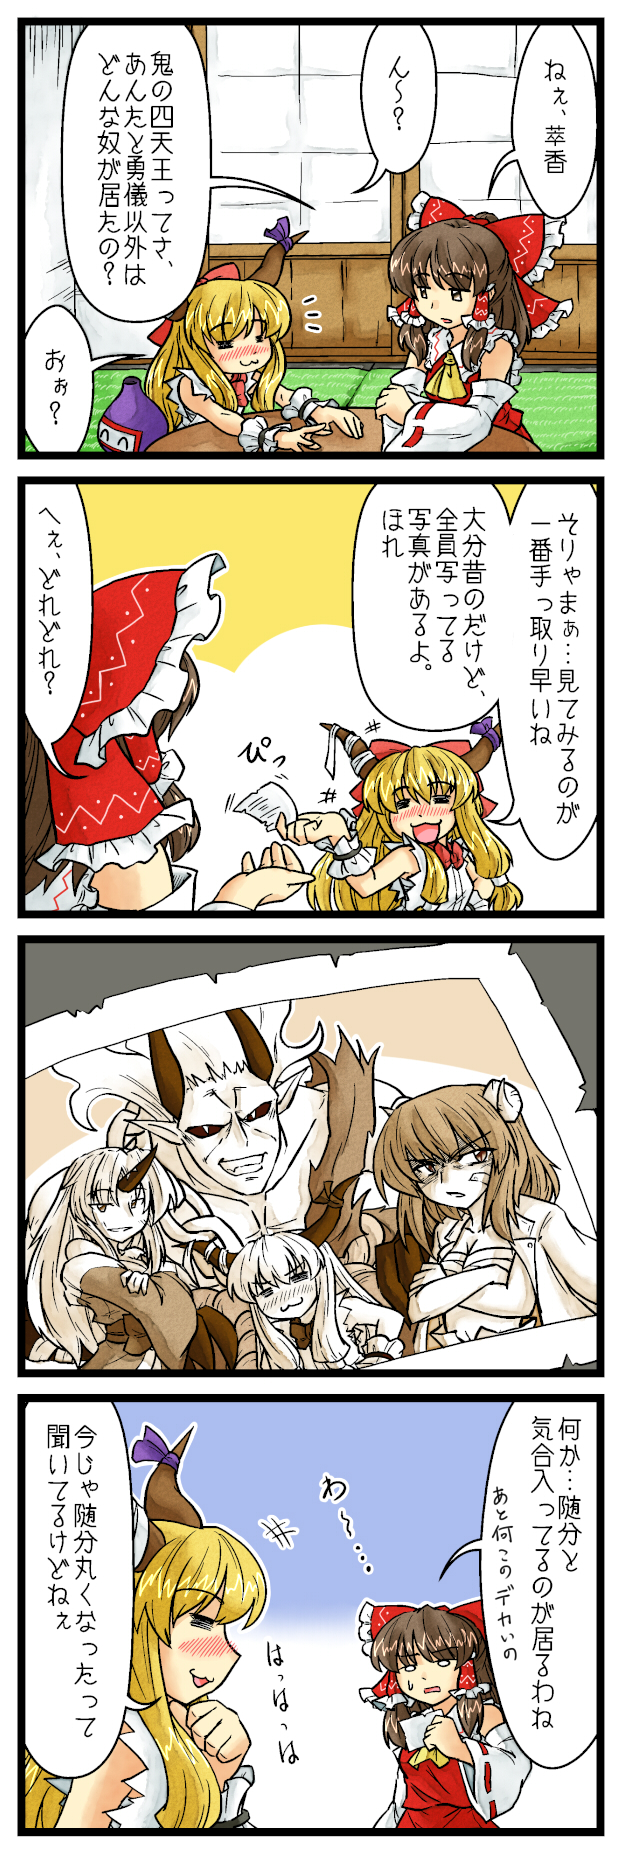 ねぇ、萃香
ん～?
鬼の四天王ってさ、
あんたと勇儀以外は
どんな奴が居たの?
おぉ?
そりゃまぁ…見てみるのが
一番手っ取り早いね
大分昔のだけど、
全員写ってる
写真があるよ。
ほれ
ぴっ
へぇ、どれどれ?
何か…随分と
気合入ってるのが居るわね
あと何このデカいの
わ～…
はっはっは
今じゃ随分丸くなったって
聞いてるけどねぇ